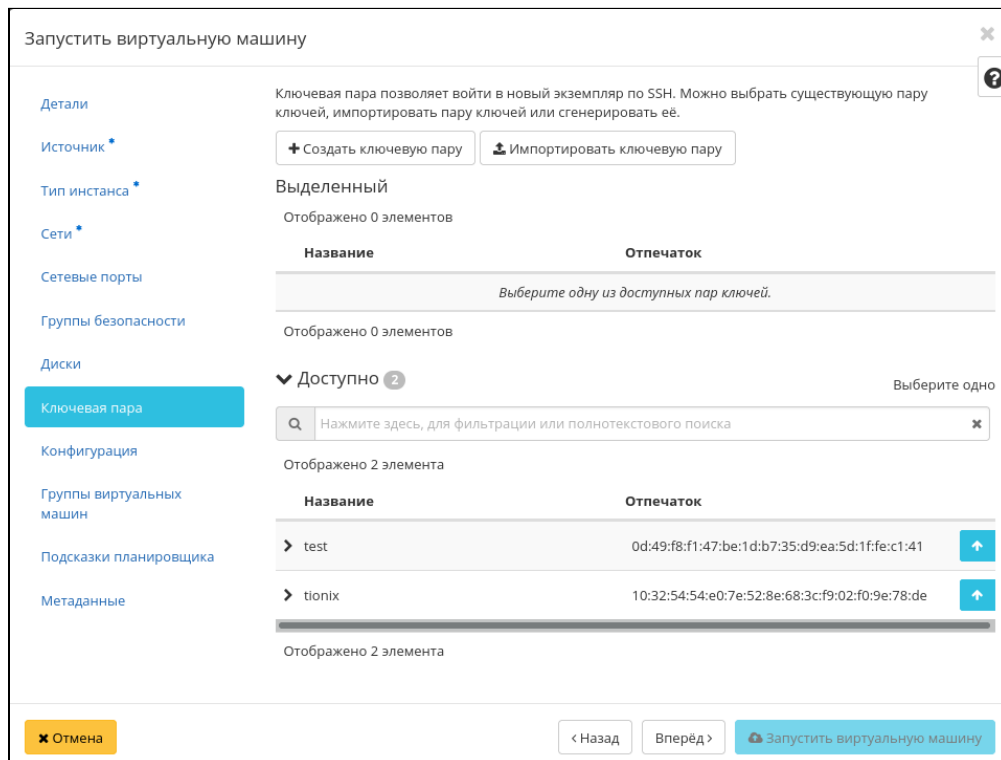 Запустить виртуальную машину
Детали
Источник *
Тип инстанса *
Сети *
Сетевые порты
Группы безопасности
Диски
Ключевая пара
Конфигурация
Группы виртуальных
машин
Подсказки планировщика
Метаданные
Ключевая пара позволяет войти в новый экземпляр по SSH. Можно выбрать существующую пару
ключей, импортировать пару ключей или сгенерировать её.
+ Создать ключевую пару Импортировать ключевую пару
Выделенный
Отображено 0 элементов
Название Отпечаток
Выберите одну из доступных пар ключей.
Отображено 0 элементов
Доступно 2 Выберите одно
Нажмите здесь, для фильтрации или полнотекстового поиска
Отображено 2 элемента
Название Отпечаток
test 0d:49:f8:f1:47:be:1d:b7:35:d9:ea:5d:1f:fe:c1:41
tionix 10:32:54:54:e0:7e:52:8e:68:3c:f9:02:f0:9e:78:de
Отображено 2 элемента
Отмена < Назад Вперёд > Запустить виртуальную машину